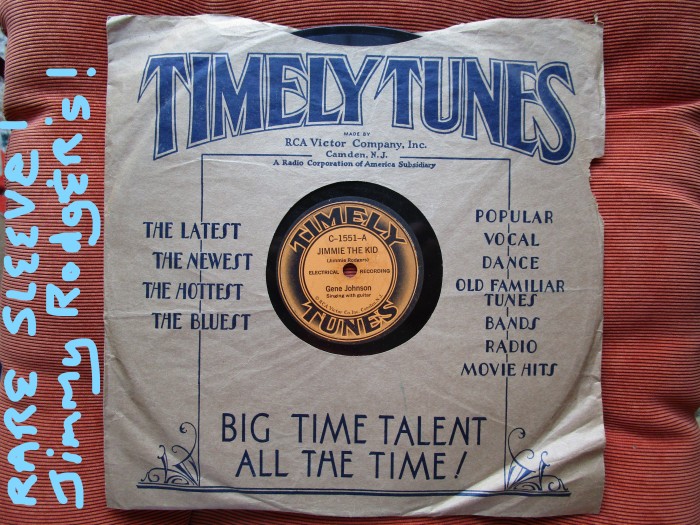 RARE SLEEVE!
Jimmy Rodgers's!
TIMELY TUNES
MADE BY
RCA Victor Company, Inc.
Camden, N.J.
A Radio Corporation of America Subsidiary
THE LATEST
THE NEWEST
THE HOTTEST
THE BLUEST
TIMELY
C-1551-A
JIMMIE THE KID
(Jimmie Rodgers)
ELECTRICAL RECORDING
Gene Johnson
Singing with guitar
TUNES
POPULAR
VOCAL
DANCE
OLD FAMILIAR
TUNES
BANDS
RADIO
MOVIE HITS
BIG TIME TALENT
ALL THE TIME!